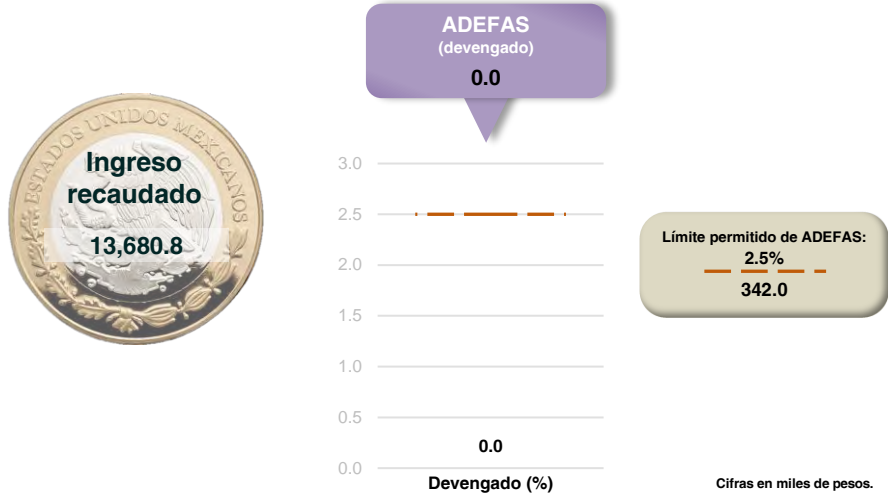 ADEFAS
(devengado)
0.0
ESTADOS UNIDOS MEXICANOS
Ingreso
recaudado
13,680.8
3.0
2.5
2.0
1.5
1.0
0.5
0.0
0.0
Devengado (%)
Límite permitido de ADEFAS:
2.5%
342.0
Cifras en miles de pesos.